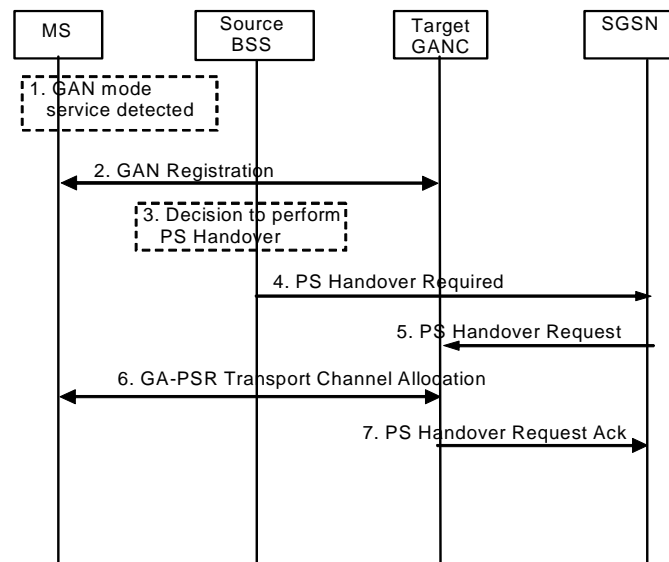 MS
Source
BSS
Target
GANC
SGSN
1. GAN mode
service detected
2. GAN Registration
3. Decision to perform
PS Handover
4. PS Handover Required
5. PS Handover Request
6. GA-PSR Transport Channel Allocation
7. PS Handover Request Ack